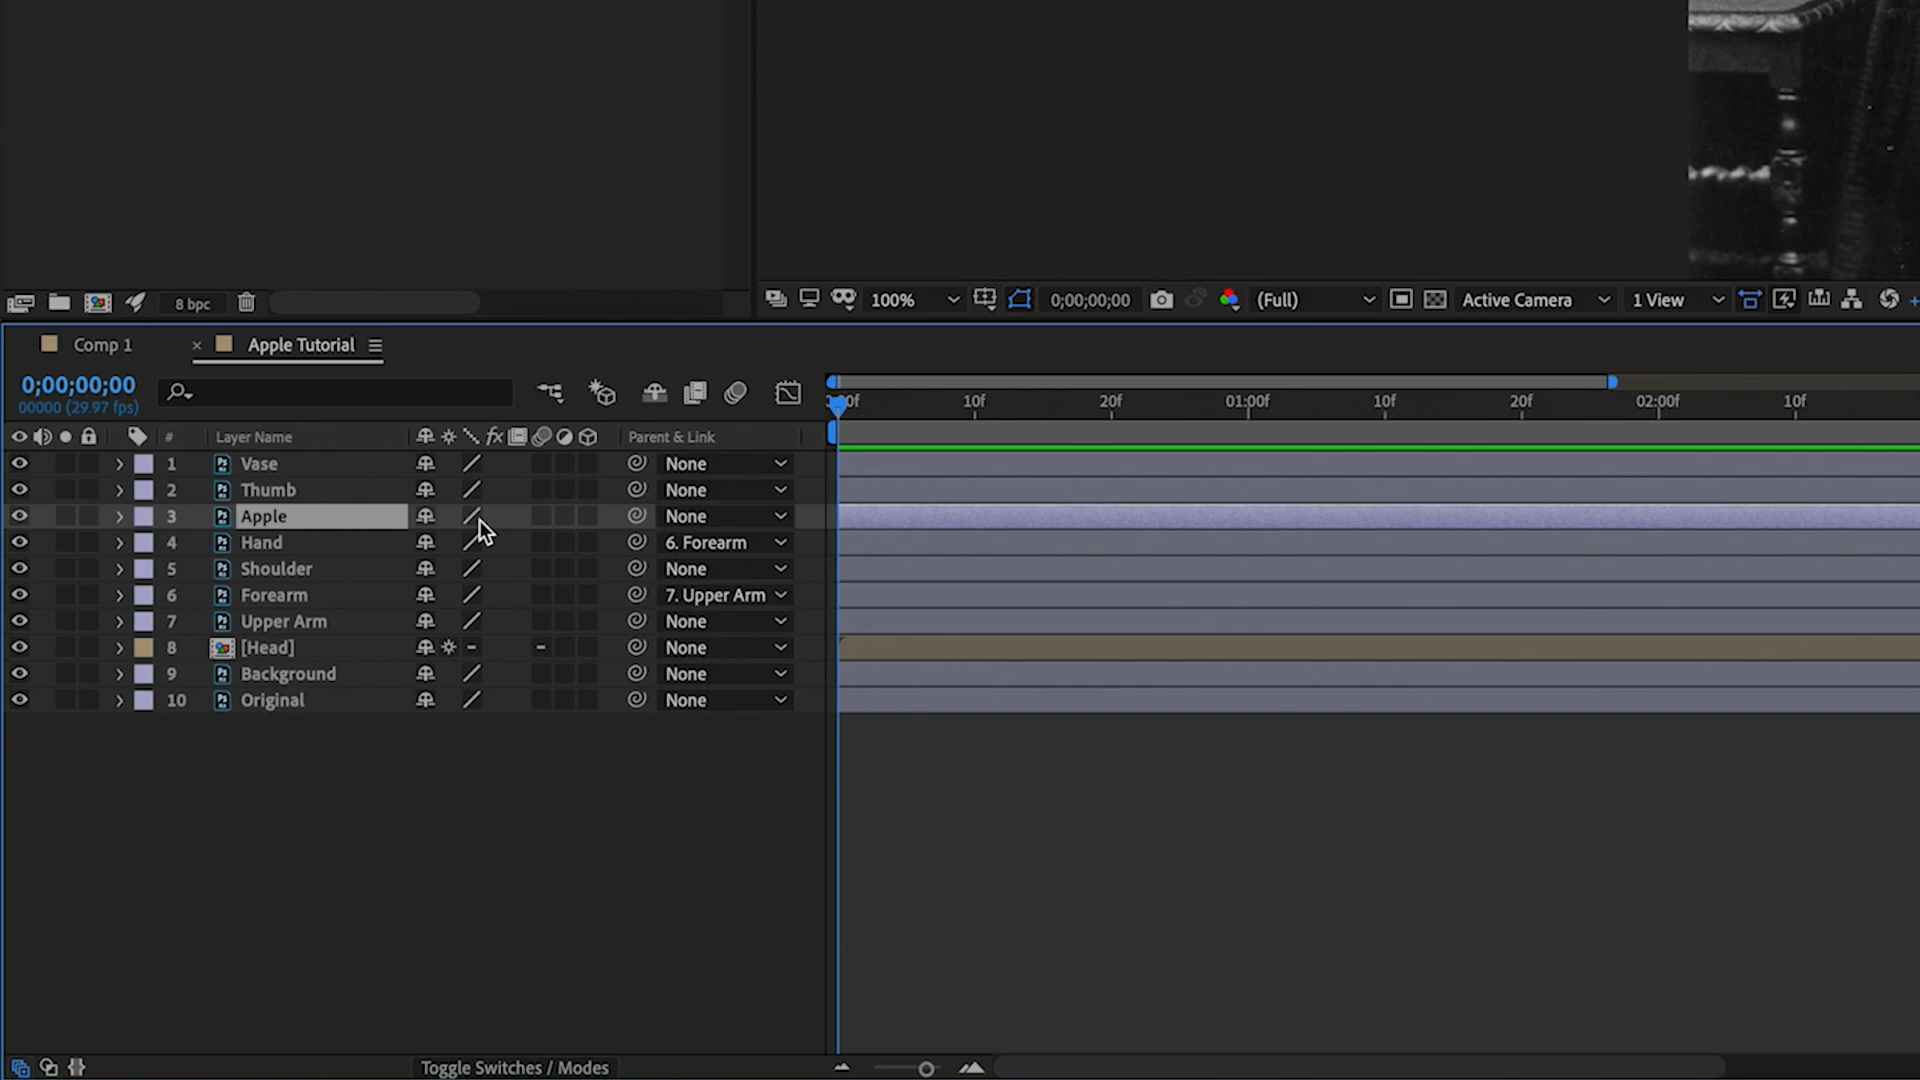 8 bpc
100%
0;00;00;00
(Full)
Active Camera
1 View
Comp 1
× Apple Tutorial
0;00;00;00
00000 (29.97 fps)
10f
20f
01:00f
10f
20f
02:00f
10f
# Layer Name
fx
Parent & Link
1 Vase None
2 Thumb None
3 Apple None
4 Hand 6. Forearm
5 Shoulder None
6 Forearm 7. Upper Arm
7 Upper Arm None
8 [Head] None
9 Background None
10 Original None
Toggle Switches / Modes